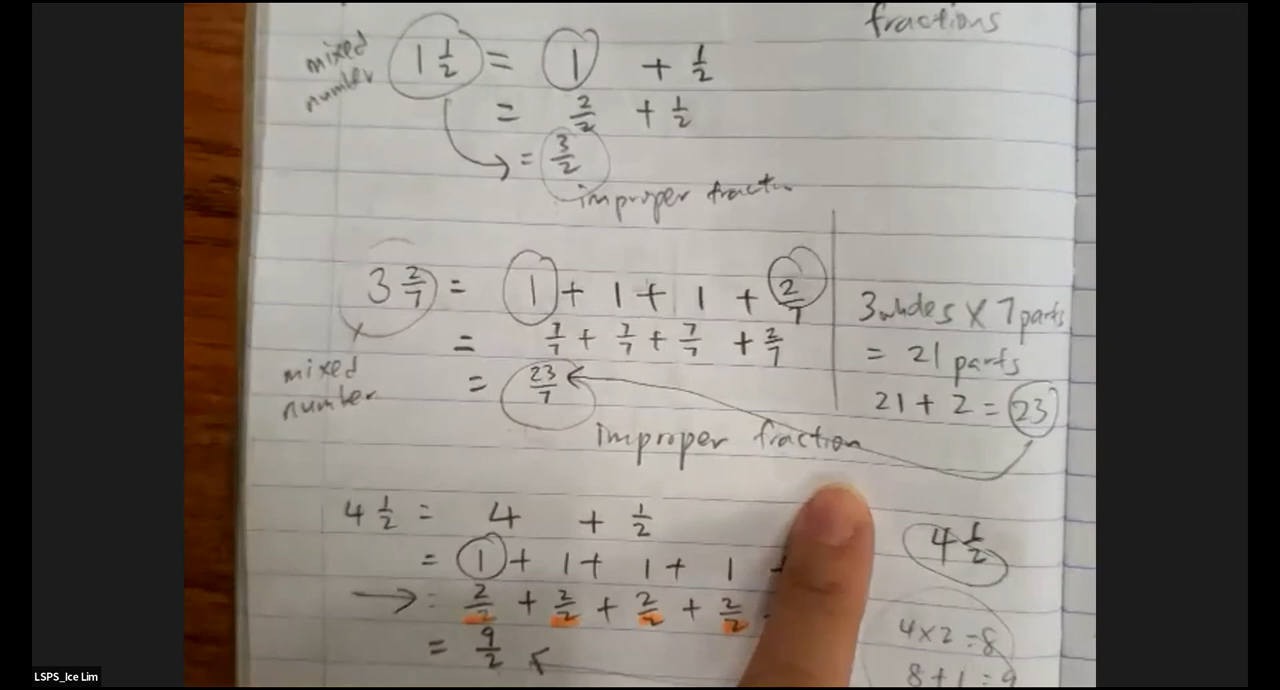 fractions
mixed number
1 1/2 = 1 + 1/2
= 2/2 + 1/2
= 3/2
improper
3 2/7 = 1 + 1 + 1 + 2/7
= 7/7 + 7/7 + 7/7 + 2/7
= 23/7
mixed number
improper fraction
3 wholes × 7 parts
= 21 parts
21 + 2 = 23
4 1/2 = 4 + 1/2
= 1 + 1 + 1 + 1
= 2/2 + 2/2 + 2/2 + 2/2
= 9/2
4 1/2
4×2=8
8+1=9
LSPS_Ice Lim